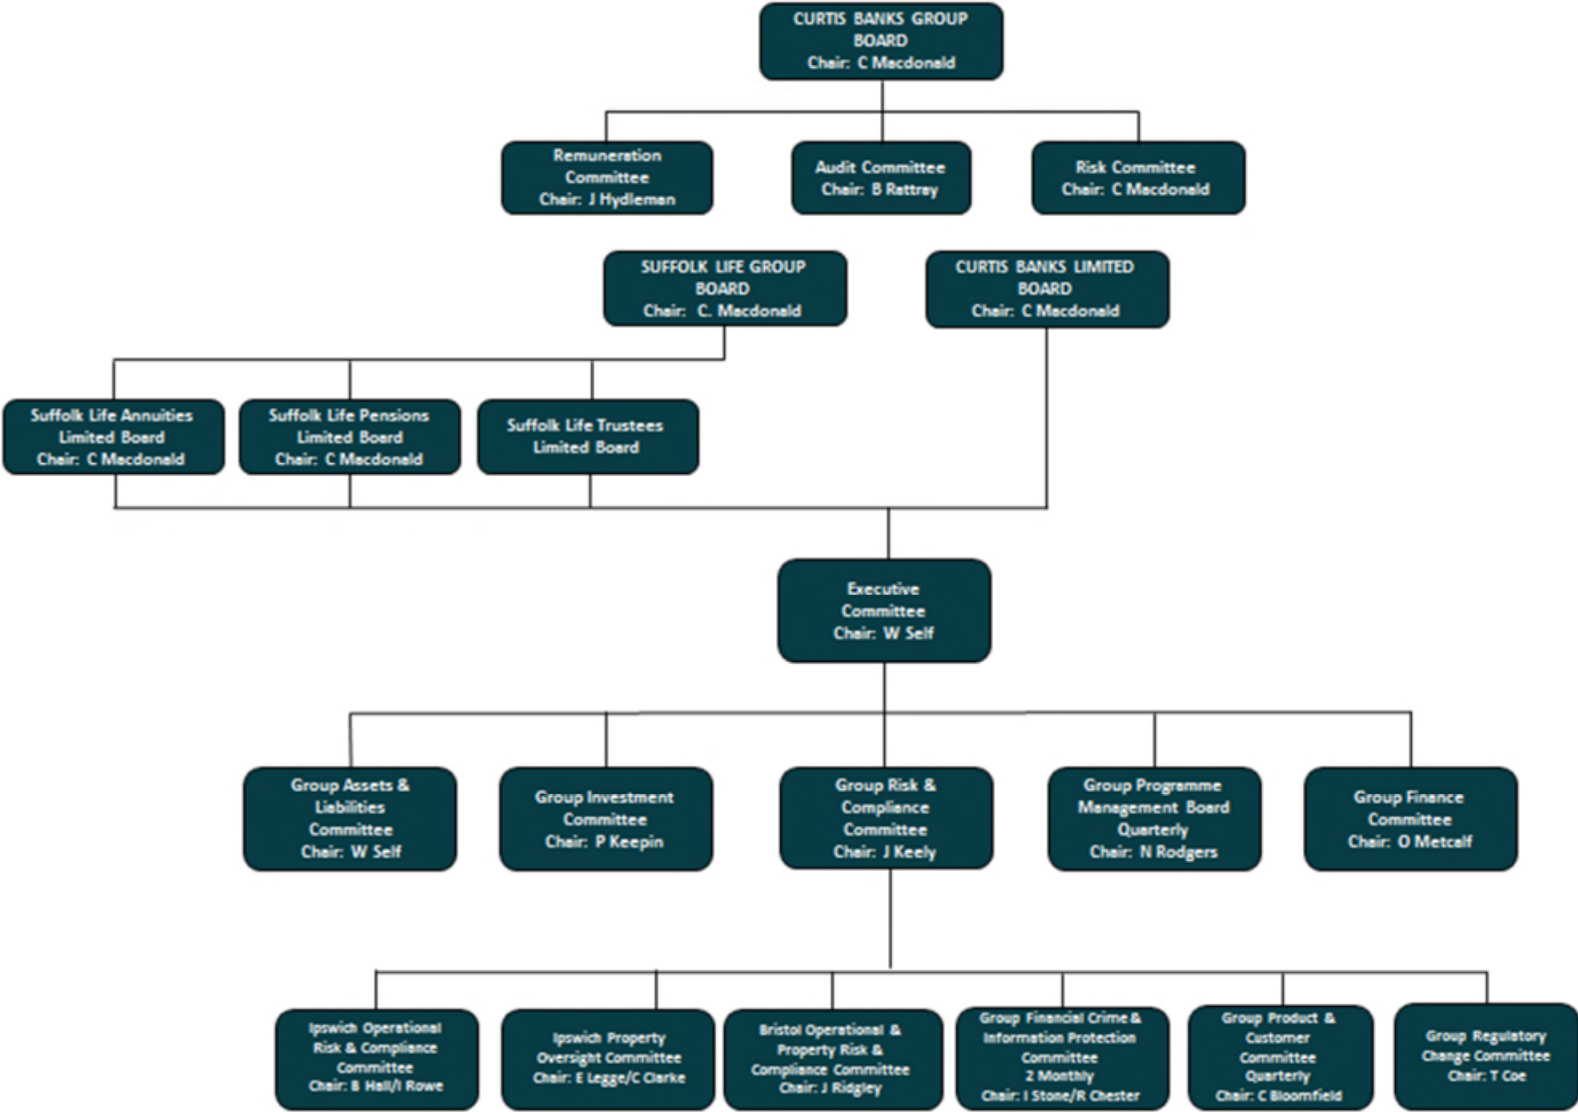 CURTIS BANKS GROUP
BOARD
Chair: C Macdonald
Remuneration
Committee
Chair: J Hydleman
Audit Committee
Chair: B Rattray
Risk Committee
Chair: C Macdonald
SUFFOLK LIFE GROUP
BOARD
Chair: C. Macdonald
CURTIS BANKS LIMITED
BOARD
Chair: C Macdonald
Suffolk Life Annuities
Limited Board
Chair: C Macdonald
Suffolk Life Pensions
Limited Board
Chair: C Macdonald
Suffolk Life Trustees
Limited Board
Executive
Committee
Chair: W Self
Group Assets &
Liabilities
Committee
Chair: W Self
Group Investment
Committee
Chair: P Keepin
Group Risk &
Compliance
Committee
Chair: J Keely
Group Programme
Management Board
Quarterly
Chair: N Rodgers
Group Finance
Committee
Chair: O Metcalf
Ipswich Operational
Risk & Compliance
Committee
Chair: B Hall/I Rowe
Ipswich Property
Oversight Committee
Chair: E Legge/C Clarke
Bristol Operational &
Property Risk &
Compliance Committee
Chair: J Ridgley
Group Financial Crime &
Information Protection
Committee
2 Monthly
Chair: I Stone/R Chester
Group Product &
Customer
Committee
Quarterly
Chair: C Bloomfield
Group Regulatory
Change Committee
Chair: T Coe